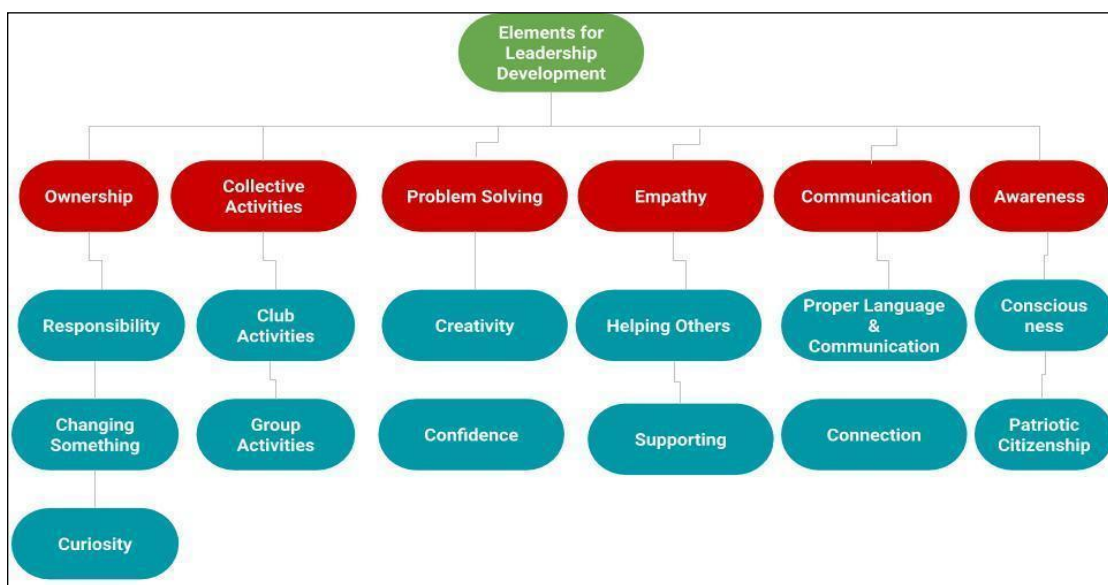 Elements for
Leadership
Development
Ownership
Collective
Activities
Problem Solving
Empathy
Communication
Awareness
Responsibility
Club
Activities
Creativity
Helping Others
Proper Language
&
Communication
Conscious
ness
Changing
Something
Group
Activities
Confidence
Supporting
Connection
Patriotic
Citizenship
Curiosity